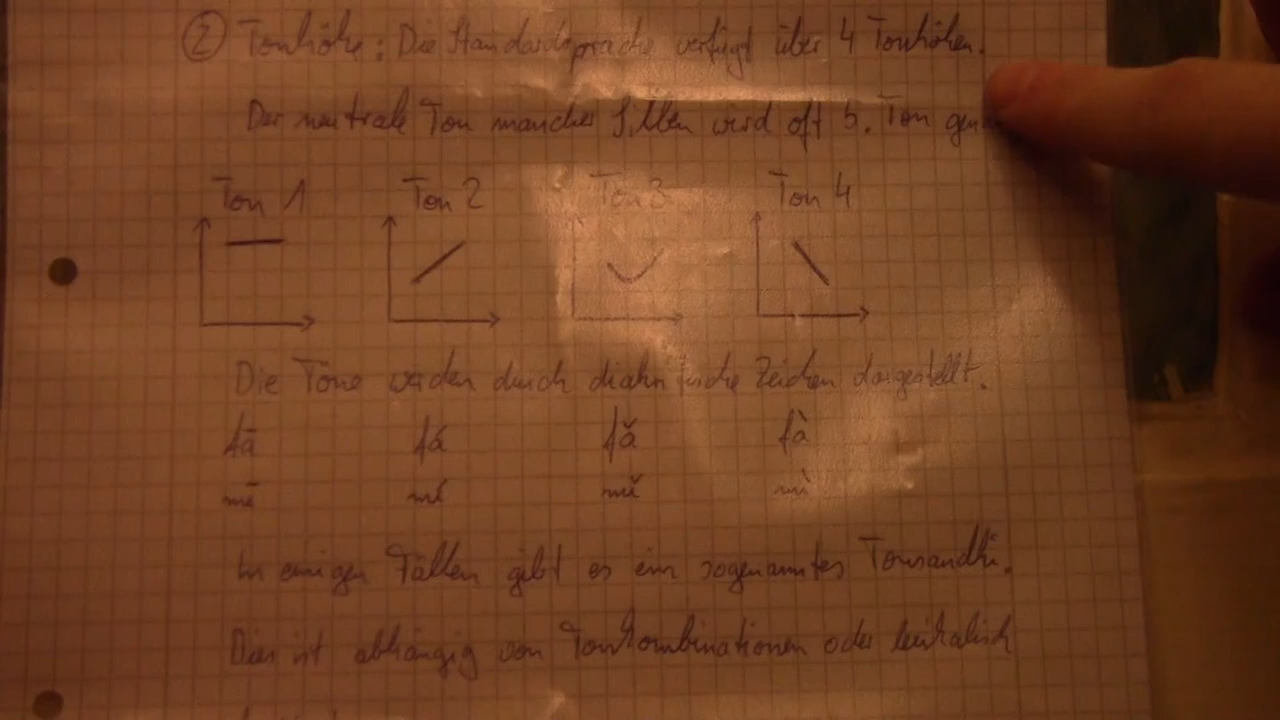 ② Tonhöhe: Die Standardsprache verfügt über 4 Tonhöhen.
Der neutrale Ton mancher Silben wird oft 5. Ton
Ton 1 Ton 2 Ton 3 Ton 4
Die Töne werden durch diakritische Zeichen dargestellt.
fā fá fǎ fà
mī mí mǐ mì
In einigen Fällen gibt es ein sogenanntes Tonsandhi.
Dies ist abhängig von Tonkombinationen oder lexikalisch